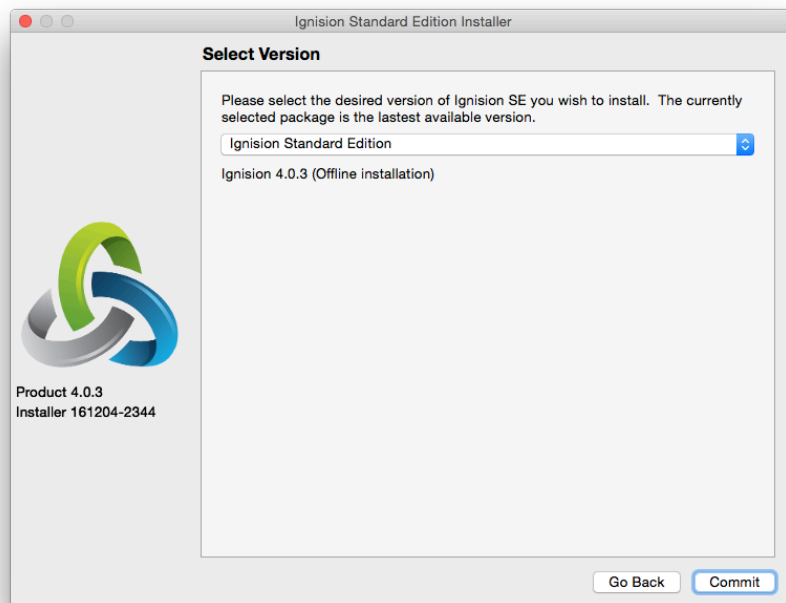 Ignision Standard Edition Installer
Select Version
Please select the desired version of Ignision SE you wish to install.  The currently
selected package is the lastest available version.
Ignision Standard Edition
Ignision 4.0.3 (Offline installation)
Product 4.0.3
Installer 161204-2344
Go Back
Commit